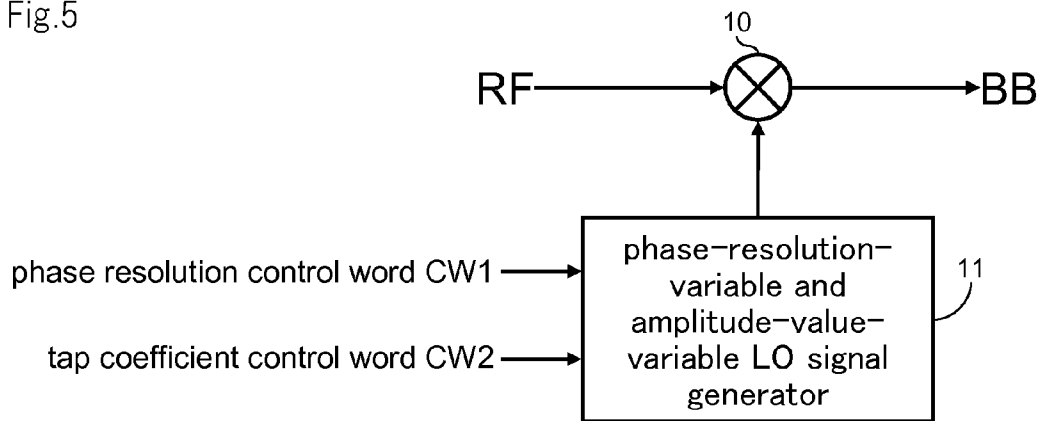 Fig.5
10
RF
BB
phase resolution control word CW1
tap coefficient control word CW2
phase-resolution-
variable and
amplitude-value-
variable LO signal
generator
11